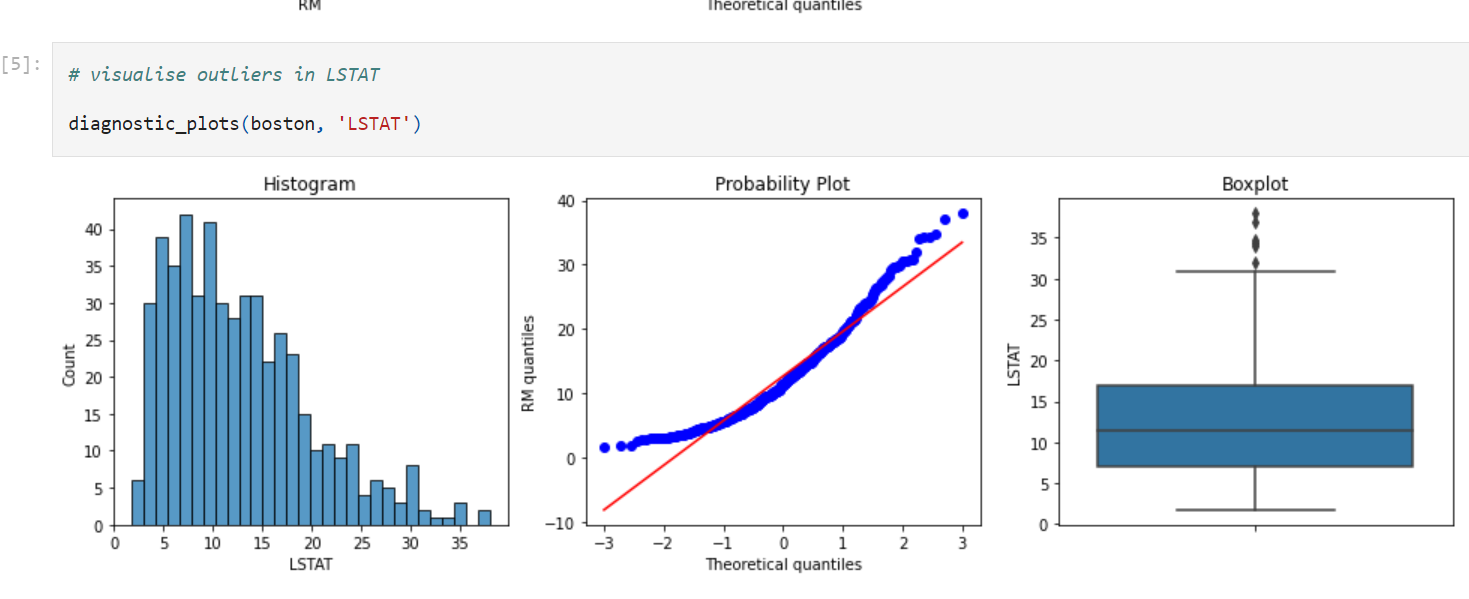 RM
Theoretical quantiles
[5]:
# visualise outliers in LSTAT
diagnostic_plots(boston, 'LSTAT')
Histogram
Count
40
35
30
25
20
15
10
5
0
0 5 10 15 20 25 30 35
LSTAT
Probability Plot
RM quantiles
40
30
20
10
0
−10
−3 −2 −1 0 1 2 3
Theoretical quantiles
Boxplot
LSTAT
35
30
25
20
15
10
5
0